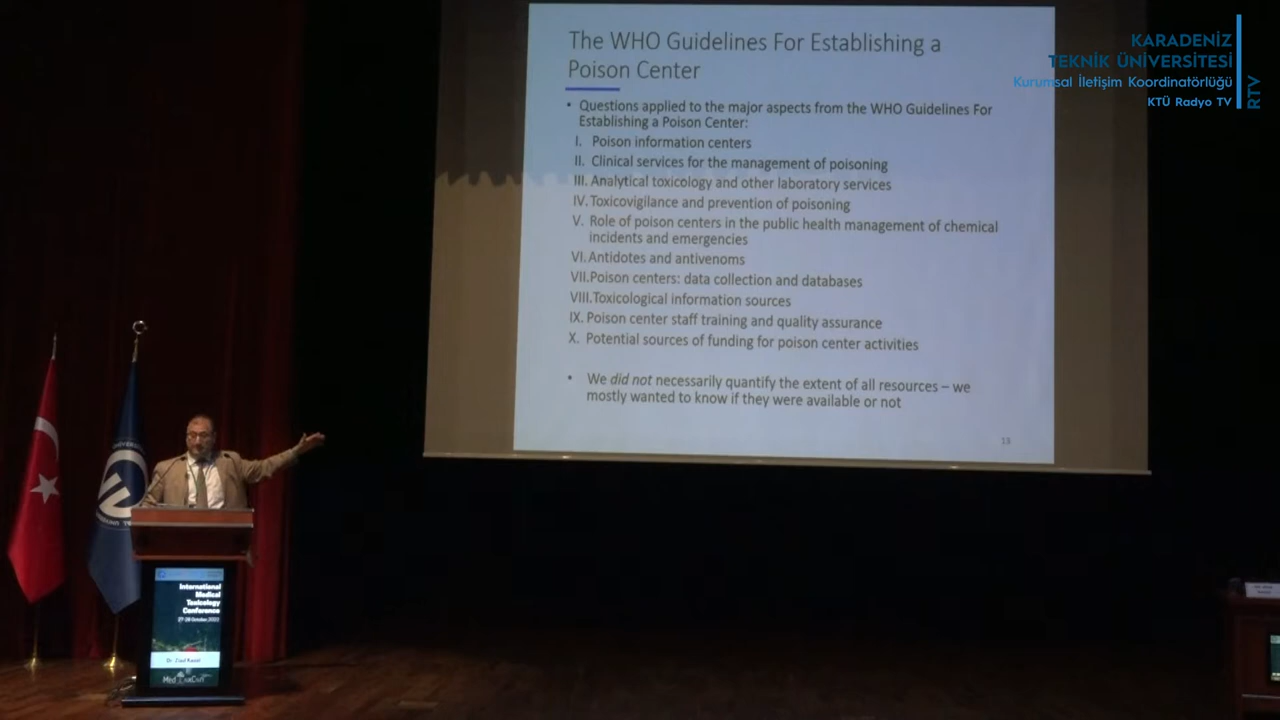 The WHO Guidelines For Establishing a
Poison Center
• Questions applied to the major aspects from the WHO Guidelines For
Establishing a Poison Center:
I. Poison information centers
II. Clinical services for the management of poisoning
III. Analytical toxicology and other laboratory services
IV. Toxicovigilance and prevention of poisoning
V. Role of poison centers in the public health management of chemical
incidents and emergencies
VI. Antidotes and antivenoms
VII. Poison centers: data collection and databases
VIII. Toxicological information sources
IX. Poison center staff training and quality assurance
X. Potential sources of funding for poison center activities
• We did not necessarily quantify the extent of all resources – we
mostly wanted to know if they were available or not
13
KARADENİZ
TEKNİK ÜNİVERSİTESİ
Kurumsal İletişim Koordinatörlüğü
KTÜ Radyo TV
RTV
International
Medical
Toxicology
Conference
Dr. Ziad Kazzi